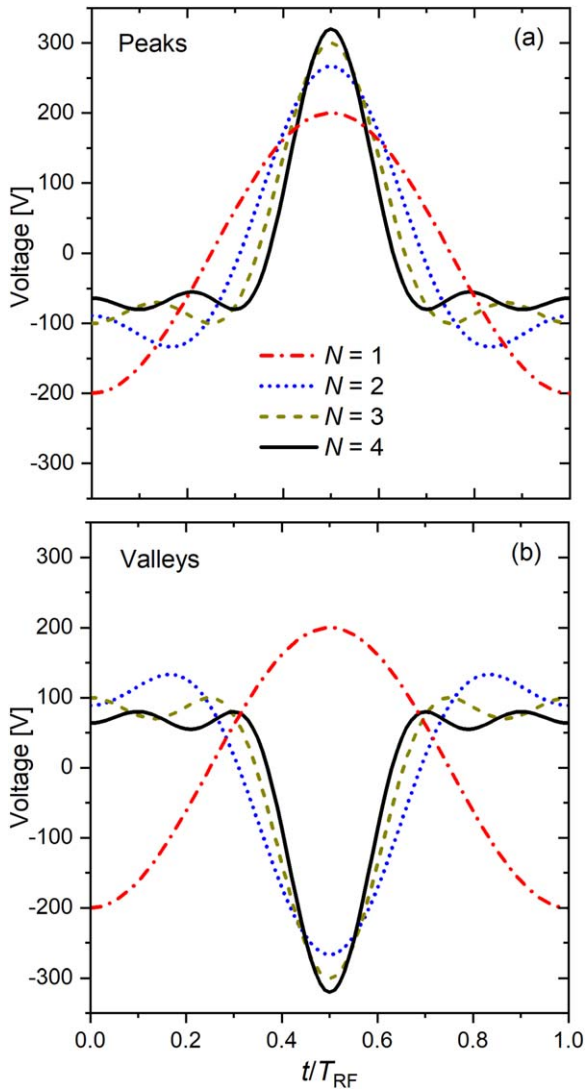 Peaks
(a)
300
200
100
0
-100
-200
-300
Voltage [V]
N = 1
N = 2
N = 3
N = 4
Valleys
(b)
300
200
100
0
-100
-200
-300
Voltage [V]
0.0 0.2 0.4 0.6 0.8 1.0
t/T_RF